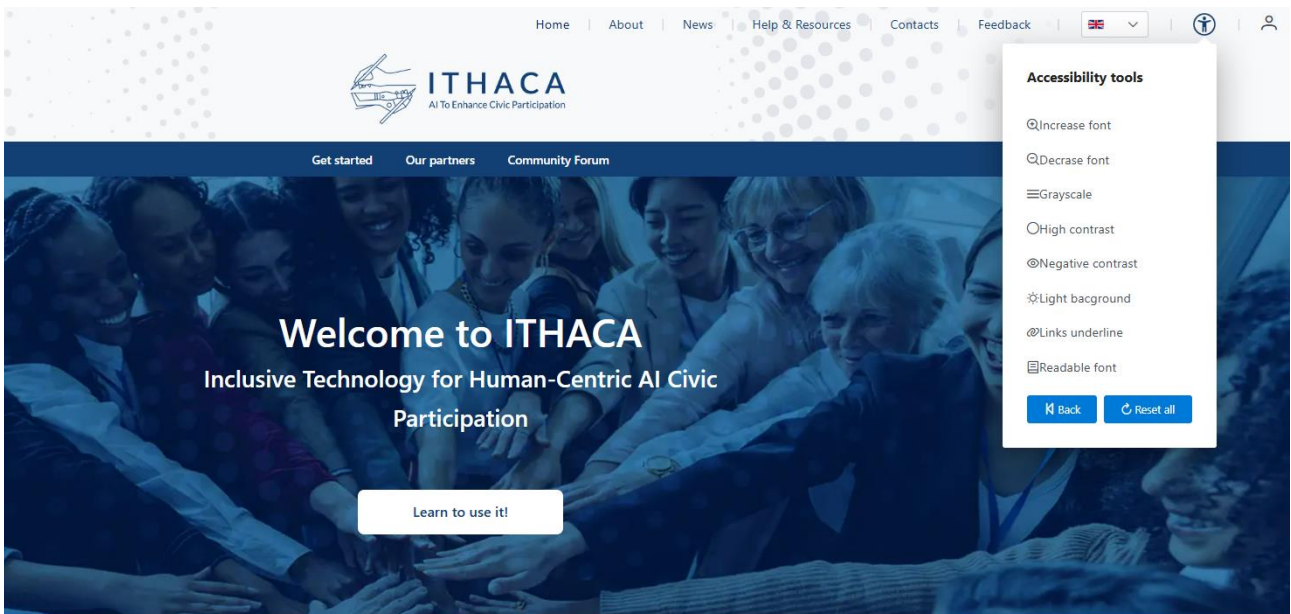 Home | About | News | Help & Resources | Contacts | Feedback
ITHACA
AI To Enhance Civic Participation
Get started Our partners Community Forum
Welcome to ITHACA
Inclusive Technology for Human-Centric AI Civic
Participation
Learn to use it!
Accessibility tools
Increase font
Decrase font
Grayscale
High contrast
Negative contrast
Light bacground
Links underline
Readable font
Back Reset all